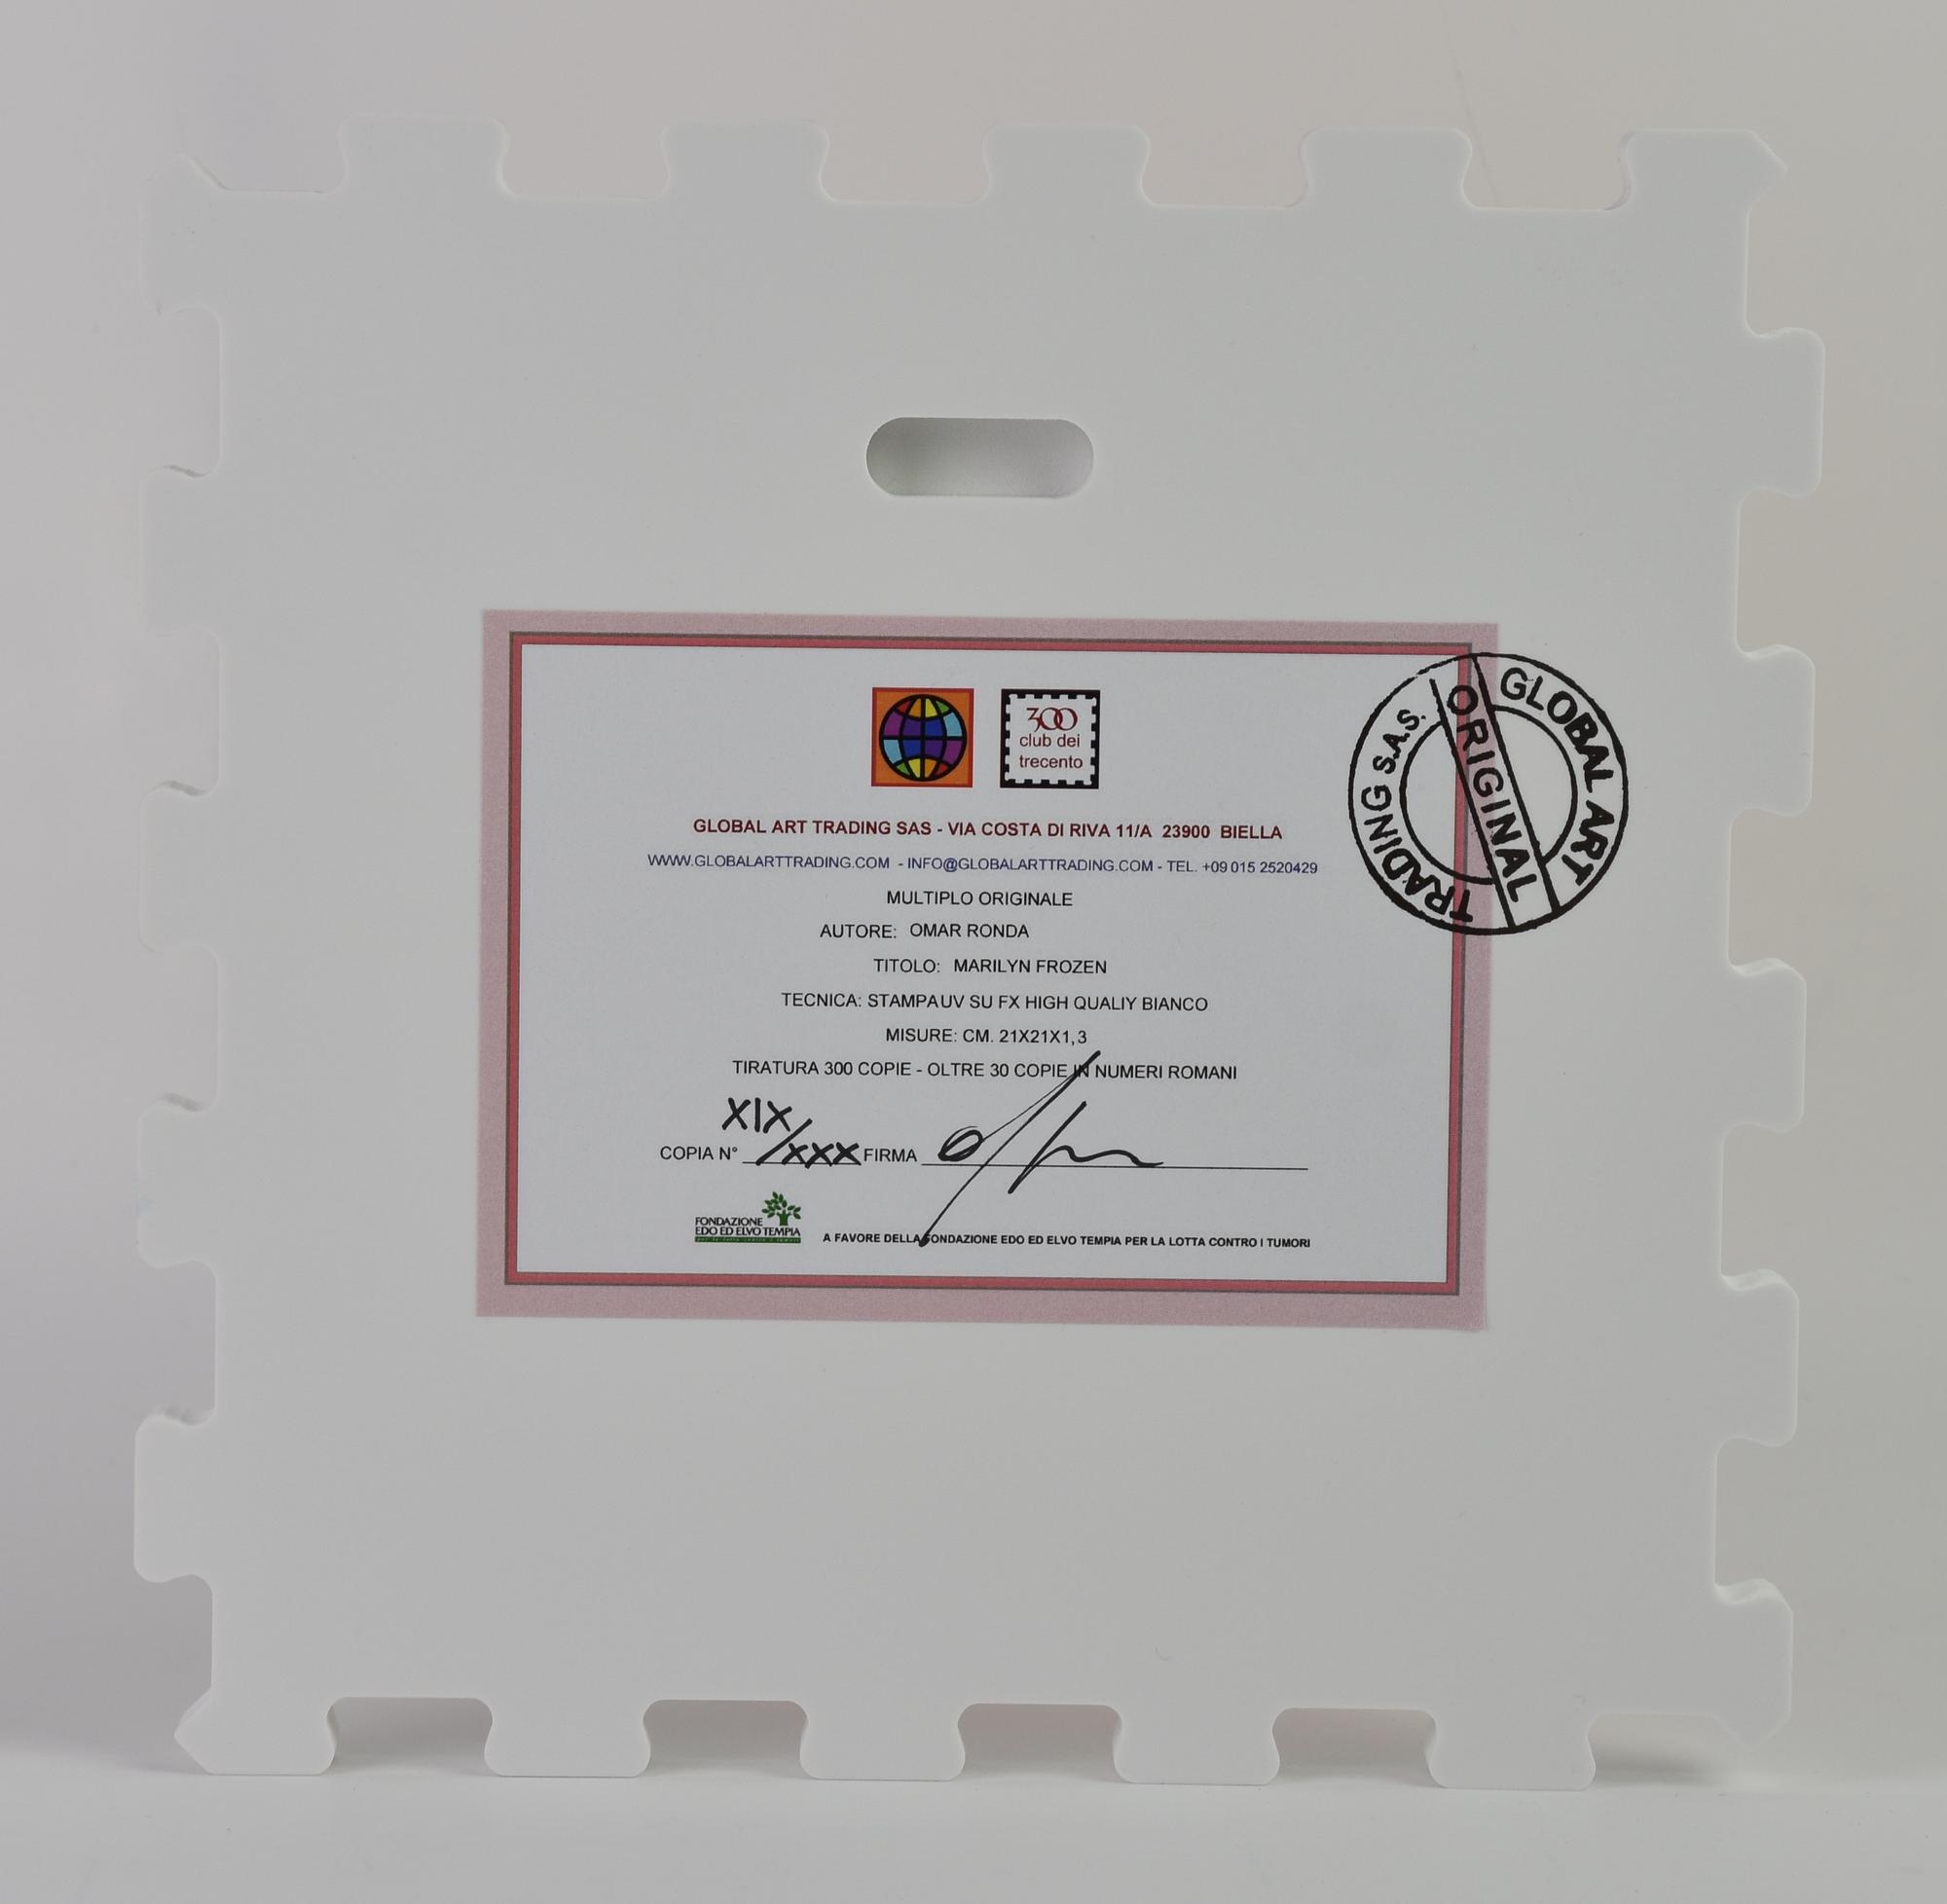 300
club dei
trecento
GLOBAL ART TRADING SAS - VIA COSTA DI RIVA 11/A 23900 BIELLA
WWW.GLOBALARTTRADING.COM - INFO@GLOBALARTTRADING.COM - TEL. +09 015 2520429
MULTIPLO ORIGINALE
AUTORE: OMAR RONDA
TITOLO: MARILYN FROZEN
TECNICA: STAMPA UV SU FX HIGH QUALIY BIANCO
MISURE: CM. 21X21X1,3
TIRATURA 300 COPIE - OLTRE 30 COPIE IN NUMERI ROMANI
COPIA N° XIX/XXX FIRMA
FONDAZIONE
EDO ED ELVO TEMPIA
A FAVORE DELLA FONDAZIONE EDO ED ELVO TEMPIA PER LA LOTTA CONTRO I TUMORI
GLOBAL ART
TRADING S.A.S.
ORIGINAL